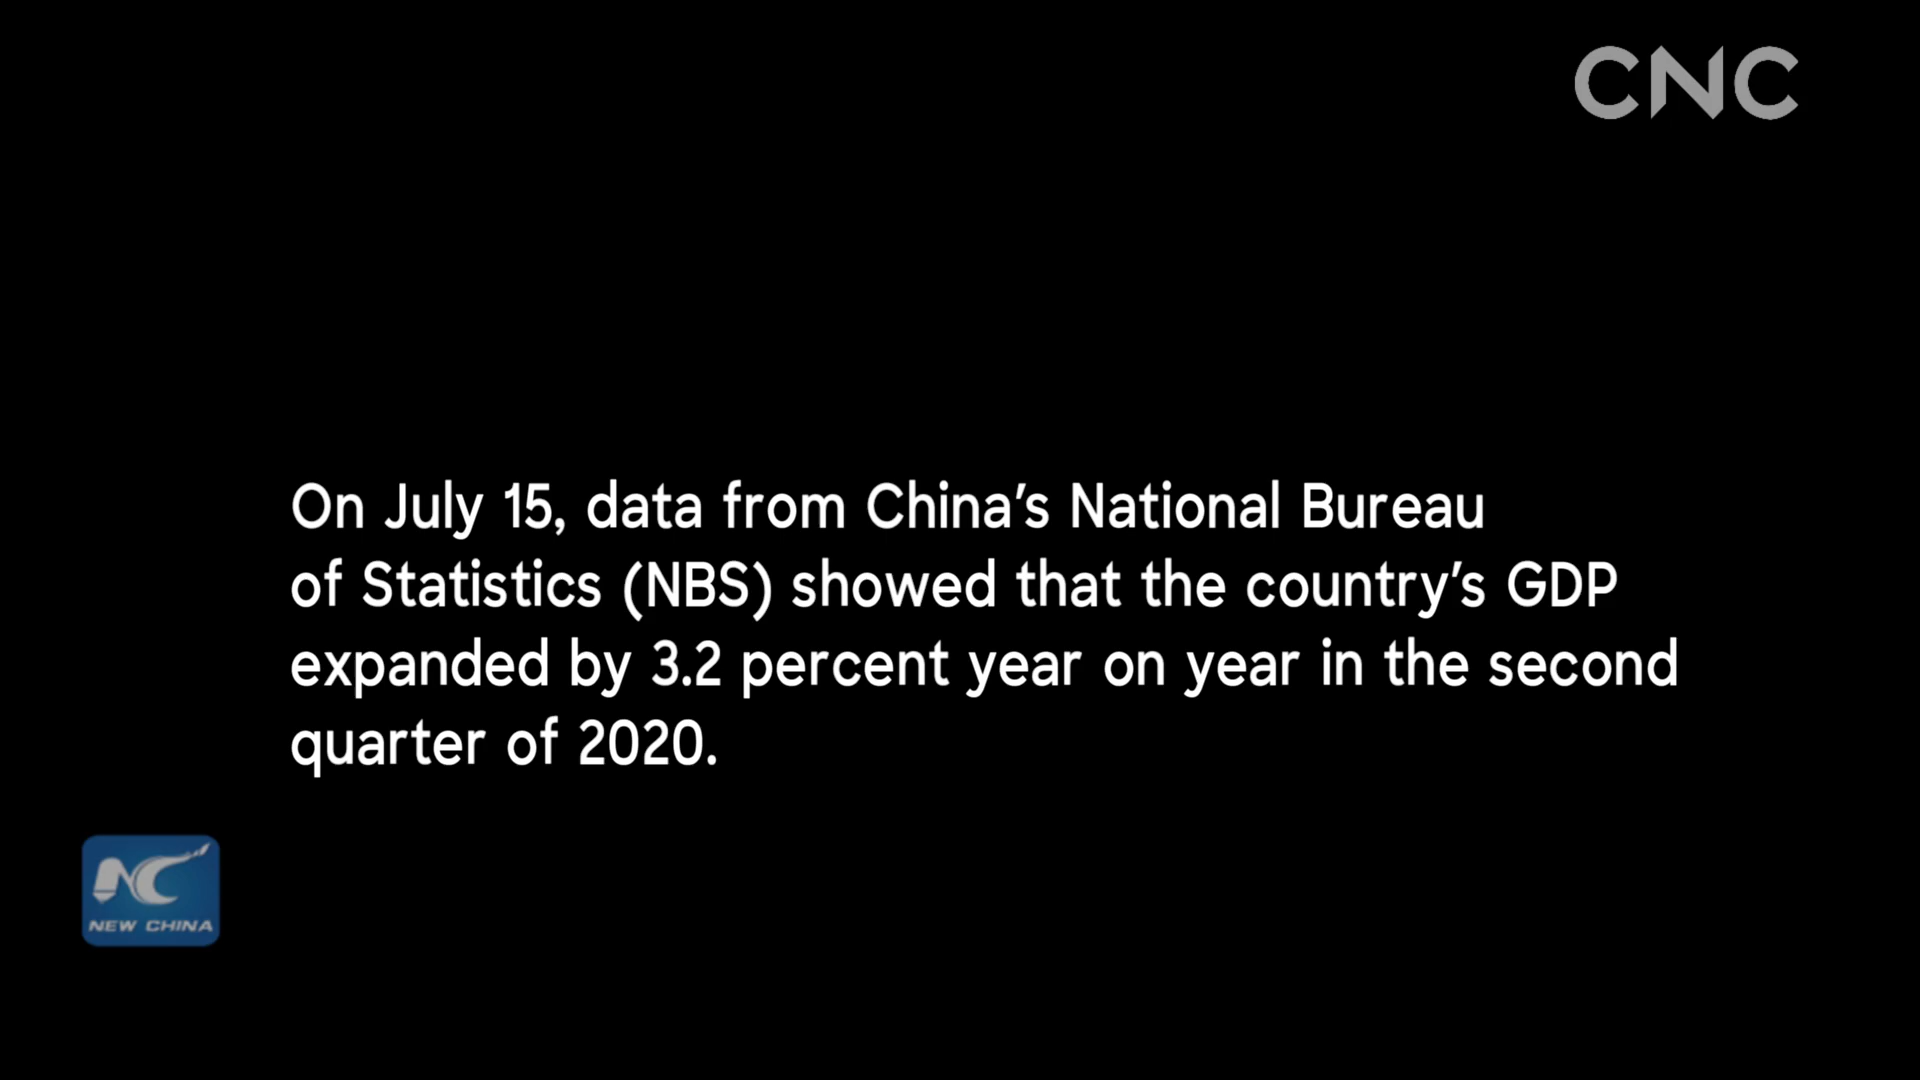 CNC
On July 15, data from China’s National Bureau
of Statistics (NBS) showed that the country’s GDP
expanded by 3.2 percent year on year in the second
quarter of 2020.
NC
NEW CHINA